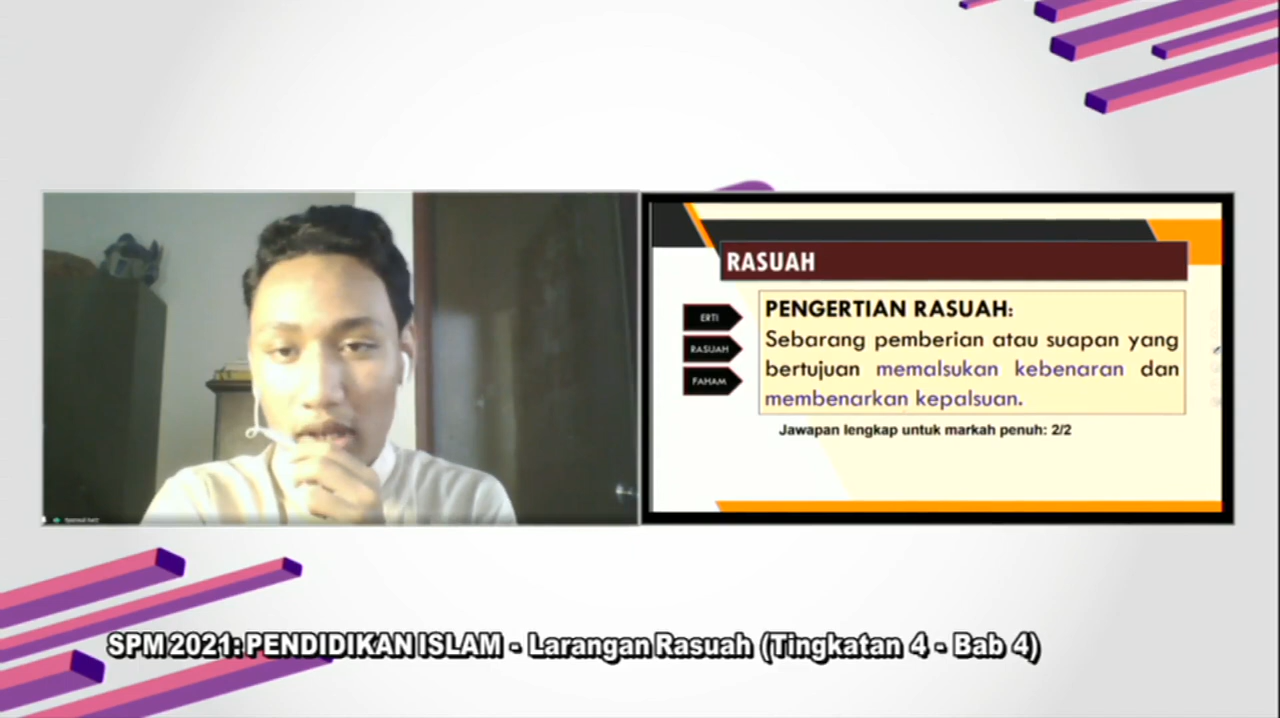 RASUAH
ERTI
RASUAH
FAHAM
PENGERTIAN RASUAH:
Sebarang pemberian atau suapan yang
bertujuan memalsukan kebenaran dan
membenarkan kepalsuan.
Jawapan lengkap untuk markah penuh: 2/2
SPM 2021: PENDIDIKAN ISLAM - Larangan Rasuah (Tingkatan 4 - Bab 4)